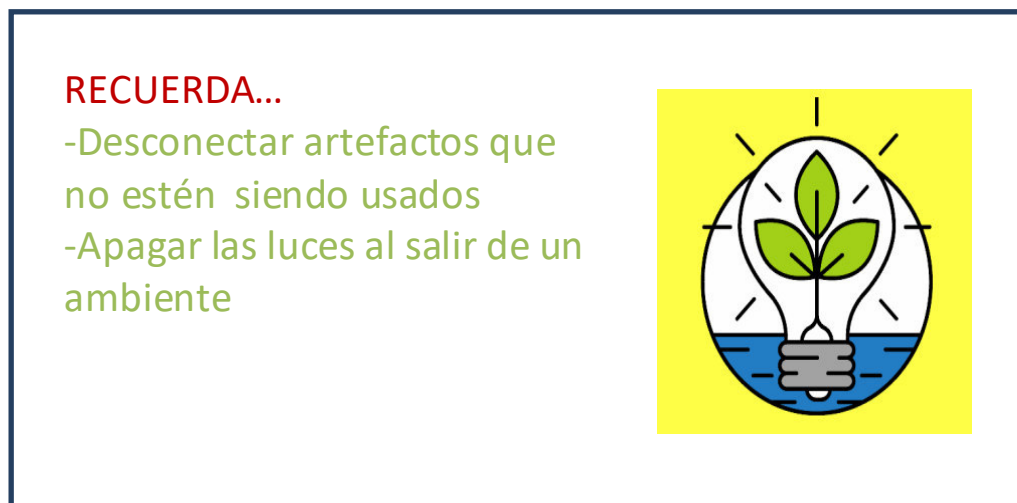 RECUERDA...
-Desconectar artefactos que
no estén siendo usados
-Apagar las luces al salir de un
ambiente